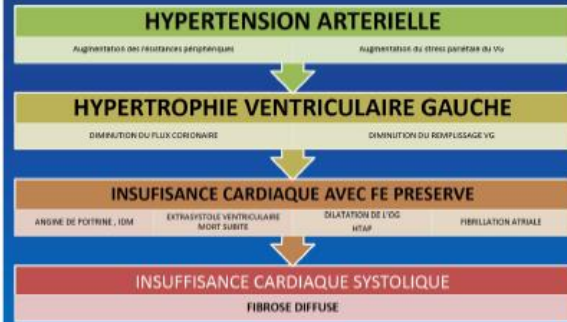 HYPERTENSION ARTERIELLE
Augmentation des résistances périphériques
Augmentation du stress pariétale du VG
HYPERTROPHIE VENTRICULAIRE GAUCHE
DIMINUTION DU FLUX CORIONAIRE
DIMINUTION DU REMPLISSAGE VG
INSUFISANCE CARDIAQUE AVEC FE PRESERVE
ANGINE DE POITRINE , IDM
EXTRASYSTOLE VENTRICULAIRE
MORT SUBITE
DILATATION DE L'OG
HTAP
FIBRILLATION ATRIALE
INSUFFISANCE CARDIAQUE SYSTOLIQUE
FIBROSE DIFFUSE